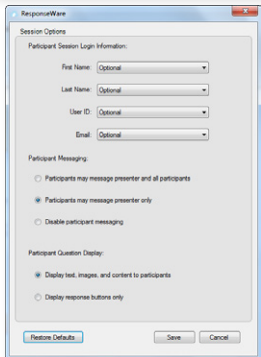 ResponseWare
Session Options
Participant Session Login Information:
First Name: Optional
Last Name: Optional
User ID: Optional
Email: Optional
Participant Messaging:
Participants may message presenter and all participants
Participants may message presenter only
Disable participant messaging
Participant Question Display:
Display text, images, and content to participants
Display response buttons only
Restore Defaults Save Cancel